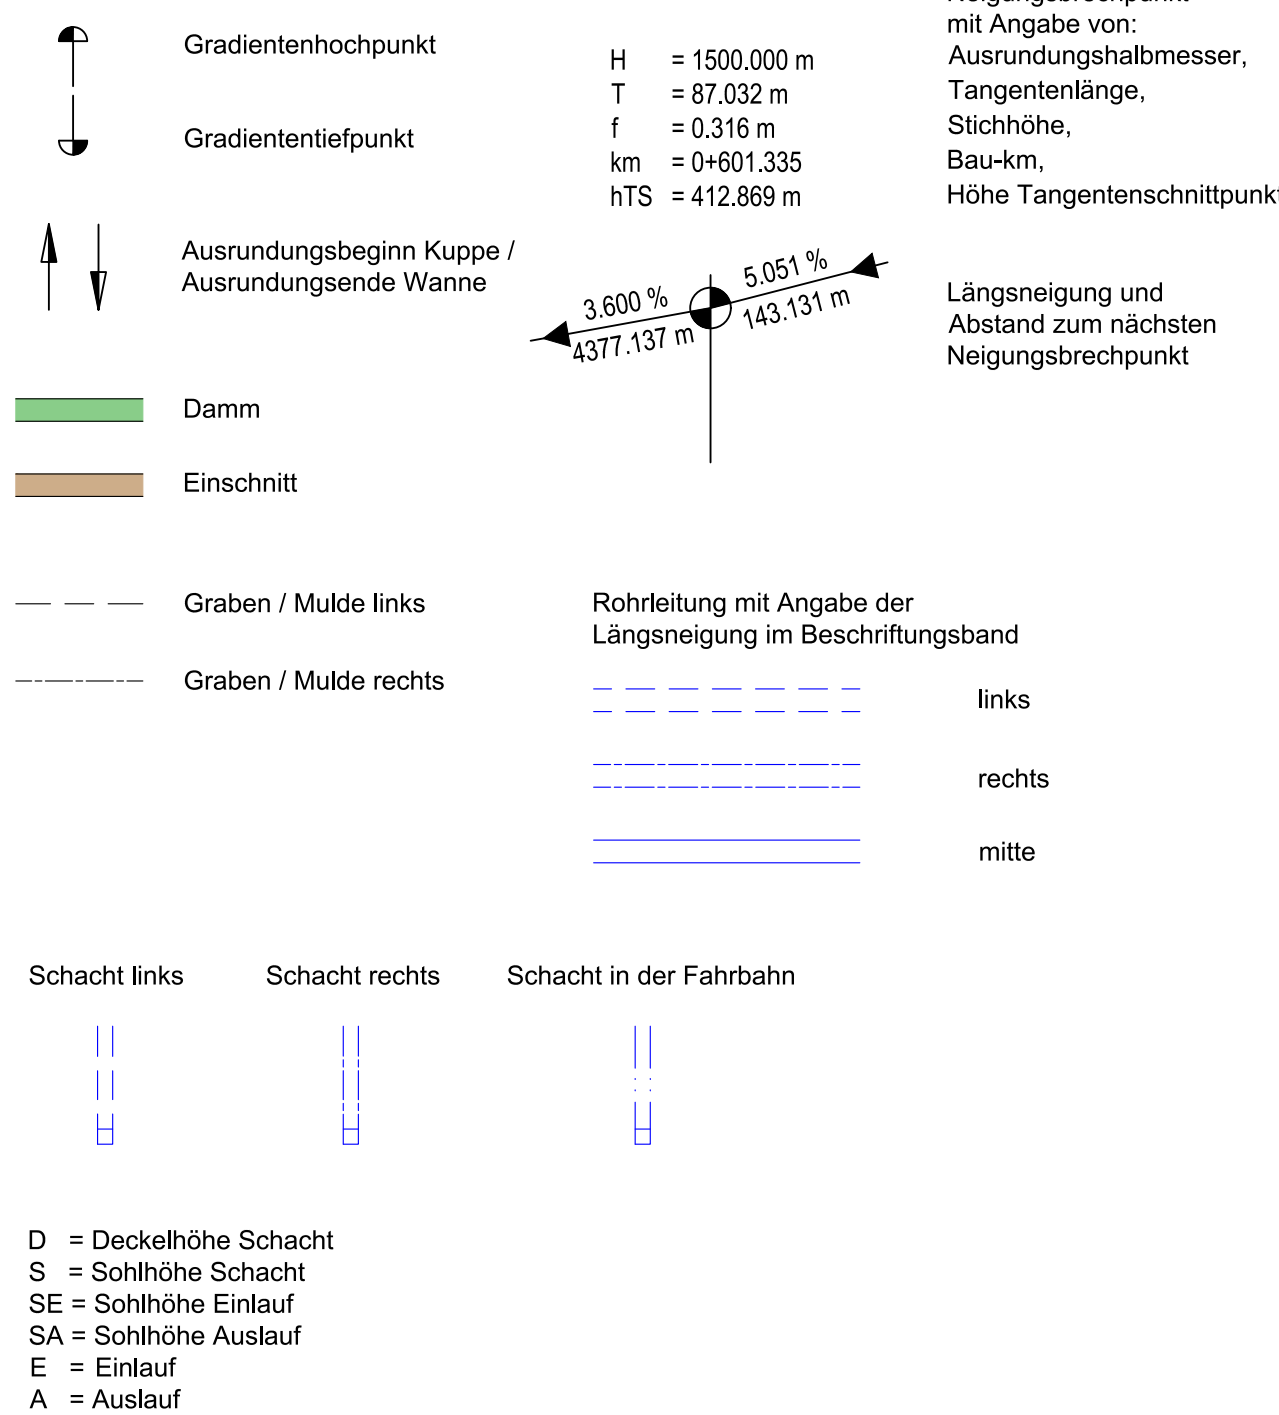 Gradientenhochpunkt
Gradiententiefpunkt
Ausrundungsbeginn Kuppe /
Ausrundungsende Wanne
Damm
Einschnitt
Graben / Mulde links
Graben / Mulde rechts
H = 1500.000 m
T = 87.032 m
f = 0.316 m
km = 0+601.335
hTS = 412.869 m
mit Angabe von:
Ausrundungshalbmesser,
Tangentenlänge,
Stichhöhe,
Bau-km,
Höhe Tangentenschnittpunkt
3.600 %
4377.137 m
5.051 %
143.131 m
Längsneigung und
Abstand zum nächsten
Neigungsbrechpunkt
Rohrleitung mit Angabe der
Längsneigung im Beschriftungsband
links
rechts
mitte
Schacht links
Schacht rechts
Schacht in der Fahrbahn
D = Deckelhöhe Schacht
S = Sohlhöhe Schacht
SE = Sohlhöhe Einlauf
SA = Sohlhöhe Auslauf
E = Einlauf
A = Auslauf